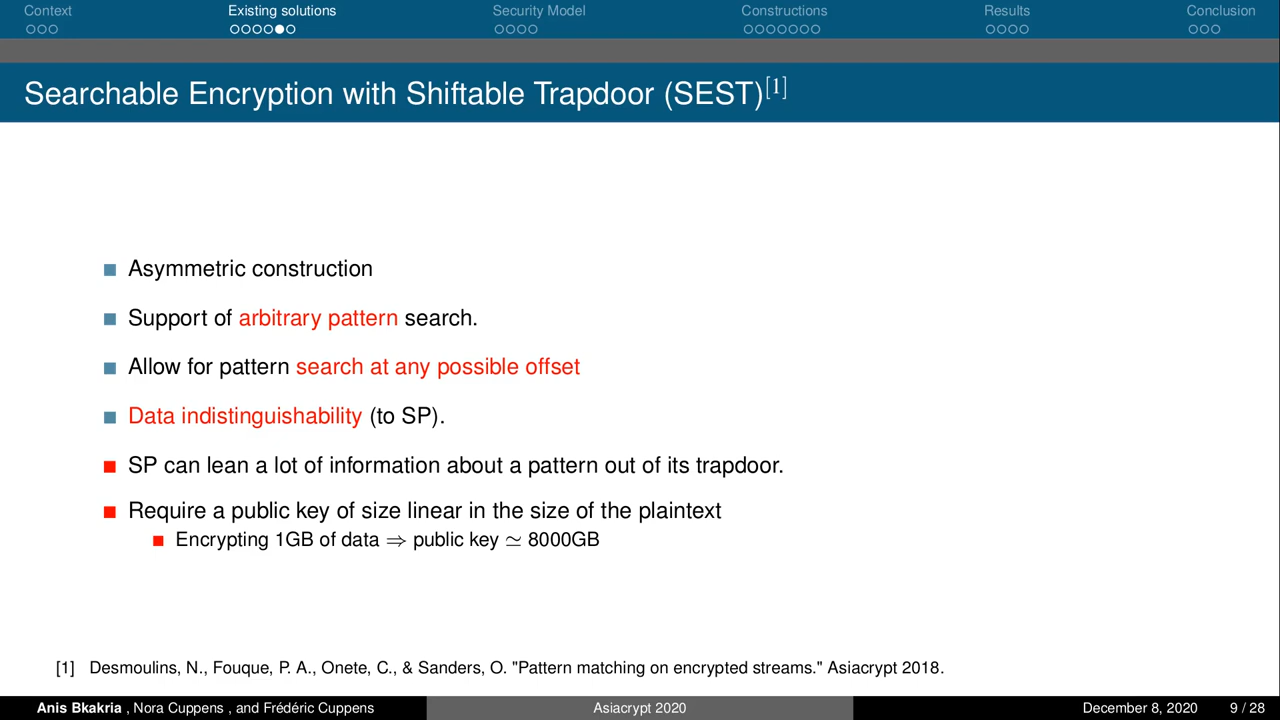 Context Existing solutions Security Model Constructions Results Conclusion
Searchable Encryption with Shiftable Trapdoor (SEST)[1]
Asymmetric construction
Support of arbitrary pattern search.
Allow for pattern search at any possible offset
Data indistinguishability (to SP).
SP can lean a lot of information about a pattern out of its trapdoor.
Require a public key of size linear in the size of the plaintext
Encrypting 1GB of data ⇒ public key ≃ 8000GB
[1] Desmoulins, N., Fouque, P. A., Onete, C., & Sanders, O. "Pattern matching on encrypted streams." Asiacrypt 2018.
Anis Bkakria , Nora Cuppens , and Frédéric Cuppens Asiacrypt 2020 December 8, 2020 9 / 28